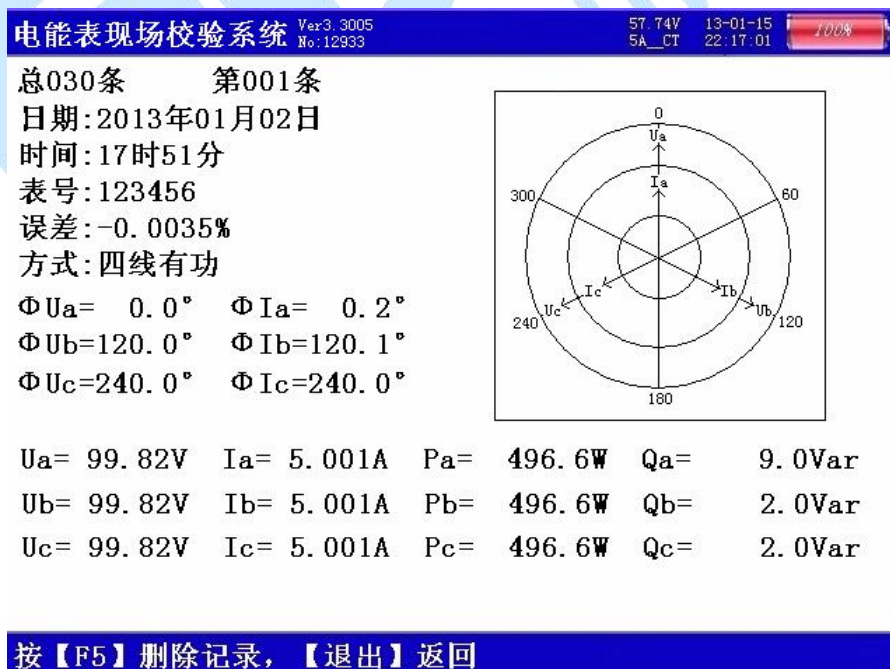 电能表现场校验系统 Ver3.3005 No:12933 57.74V 5A__CT 13-01-15 22:17:01 100%
总030条 第001条
日期:2013年01月02日
时间:17时51分
表号:123456
误差:-0.0035%
方式:四线有功
ΦUa= 0.0° ΦIa= 0.2°
ΦUb=120.0° ΦIb=120.1°
ΦUc=240.0° ΦIc=240.0°
0
Ua
Ia
300 60
Ic Ib
Uc Ub
240 120
180
Ua= 99.82V Ia= 5.001A Pa= 496.6W Qa= 9.0Var
Ub= 99.82V Ib= 5.001A Pb= 496.6W Qb= 2.0Var
Uc= 99.82V Ic= 5.001A Pc= 496.6W Qc= 2.0Var
按【F5】删除记录，【退出】返回